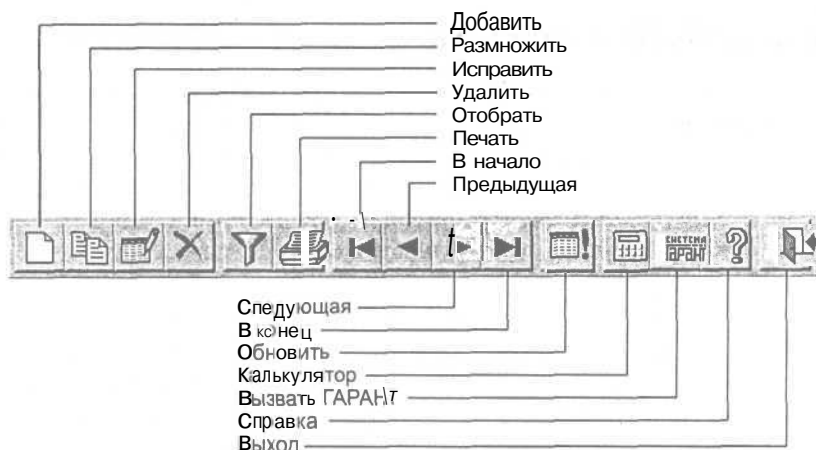 Добавить
Размножить
Исправить
Удалить
Отобрать
Печать
В начало
Предыдущая
СИСТЕМА
ГАРАНТ
Следующая
В конец
Обновить
Калькулятор
Вызвать ГАРАНТ
Справка
Выход